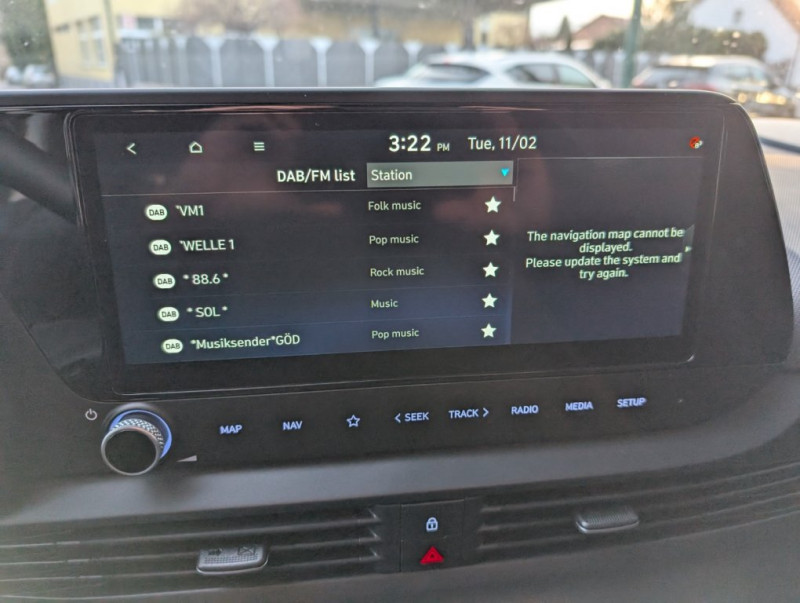 3:22 PM Tue, 11/02
DAB/FM list Station
DAB *VM1 Folk music
DAB *WELLE 1 Pop music
DAB * 88.6 * Rock music
DAB * SOL * Music
DAB *Musiksender*GÖD Pop music
The navigation map cannot be
displayed.
Please update the system and
try again.
MAP NAV < SEEK TRACK > RADIO MEDIA SETUP